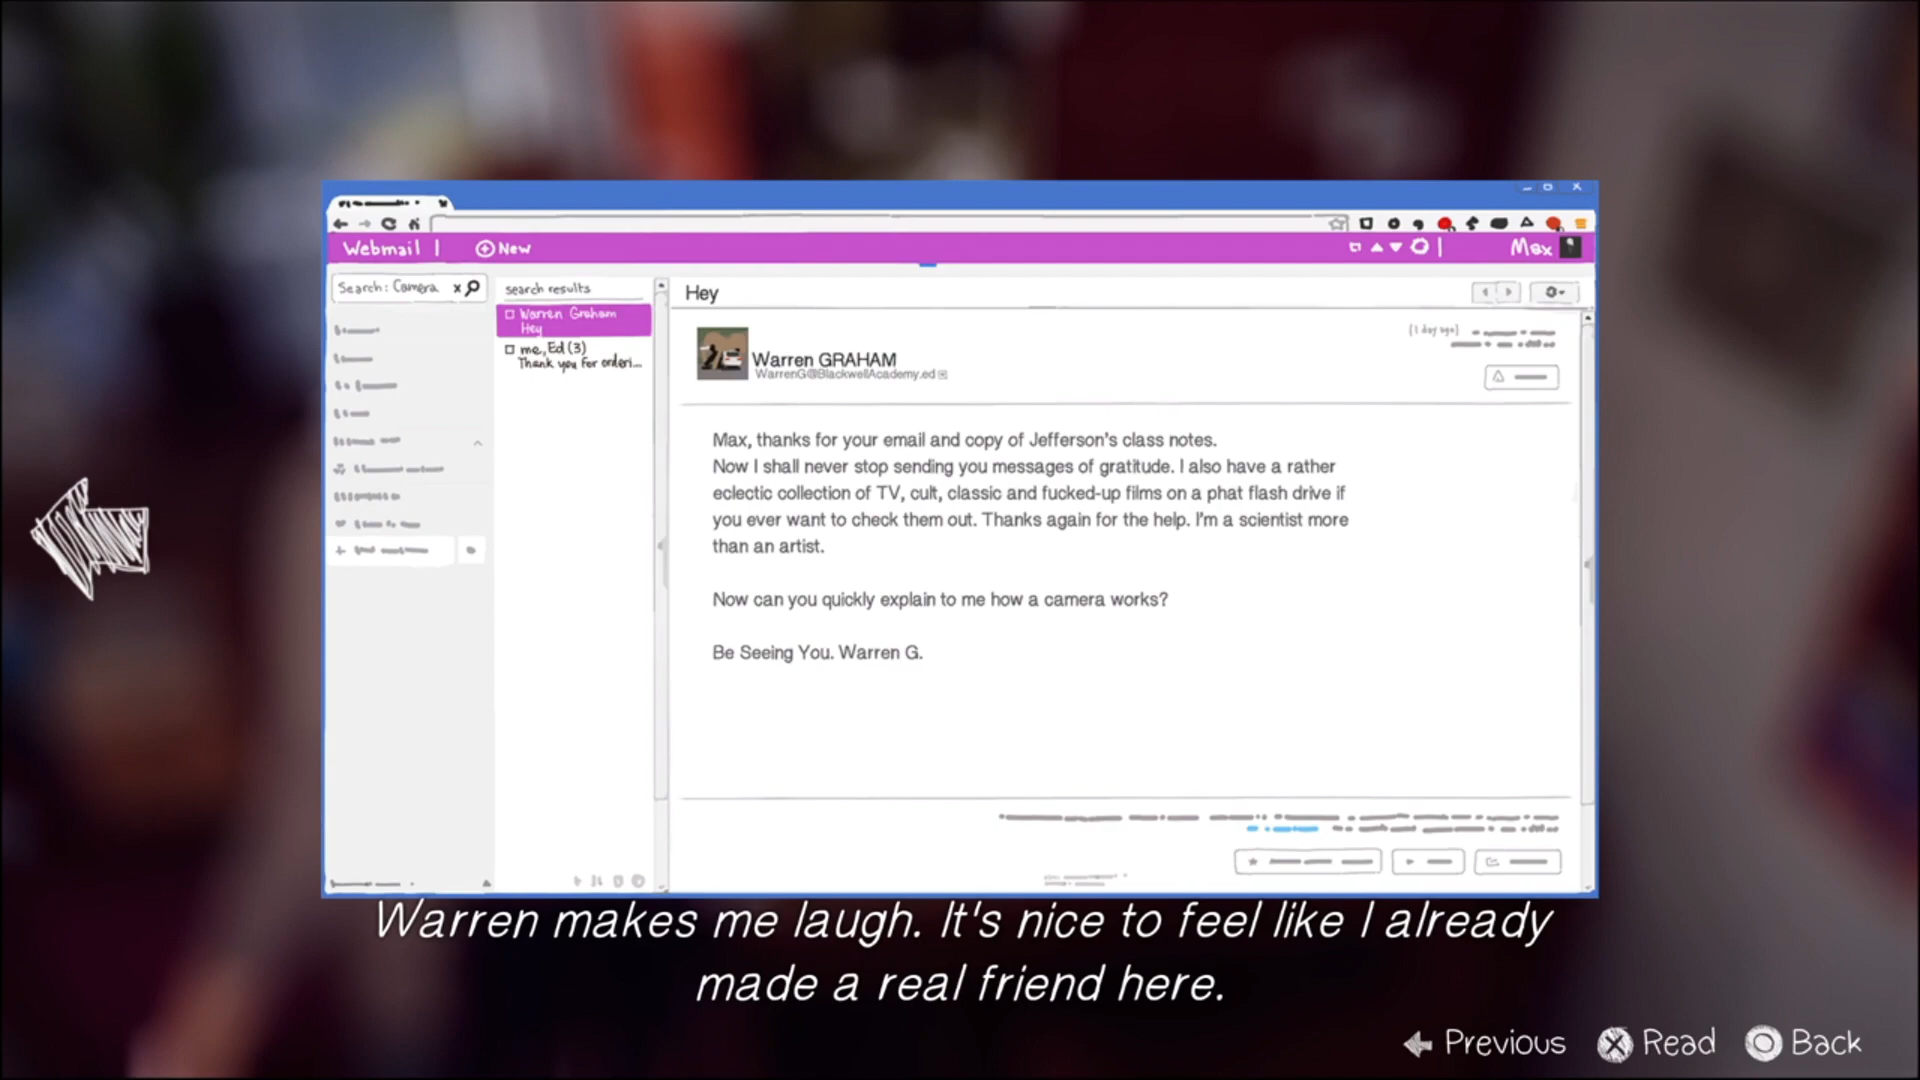 Webmail |
New
Max
Search: Camera x
search results
Warren Graham
Hey
me, Ed (3)
Thank you for orderi...
Hey
(1 day ago)
Warren GRAHAM
WarrenG@BlackwellAcademy.ed
Max, thanks for your email and copy of Jefferson's class notes.
Now I shall never stop sending you messages of gratitude. I also have a rather
eclectic collection of TV, cult, classic and fucked-up films on a phat flash drive if
you ever want to check them out. Thanks again for the help. I'm a scientist more
than an artist.
Now can you quickly explain to me how a camera works?
Be Seeing You. Warren G.
Warren makes me laugh. It's nice to feel like I already
made a real friend here.
Previous
Read
Back